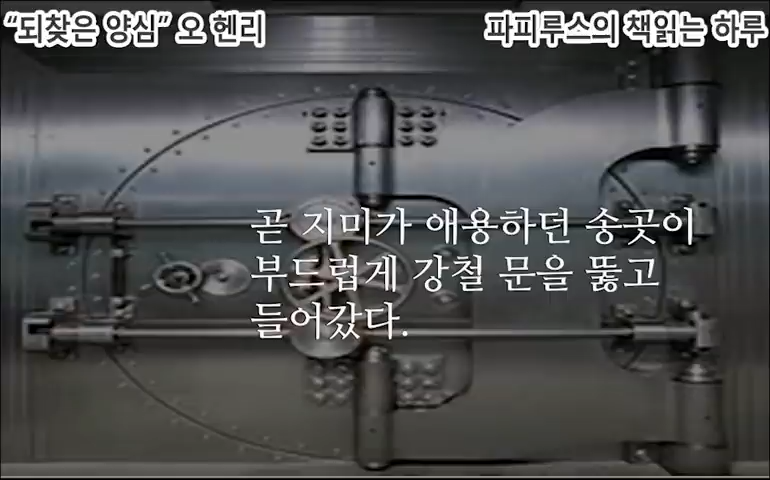 “되찾은 양심” 오 헨리
파피루스의 책읽는 하루
곧 지미가 애용하던 송곳이
부드럽게 강철 문을 뚫고
들어갔다.